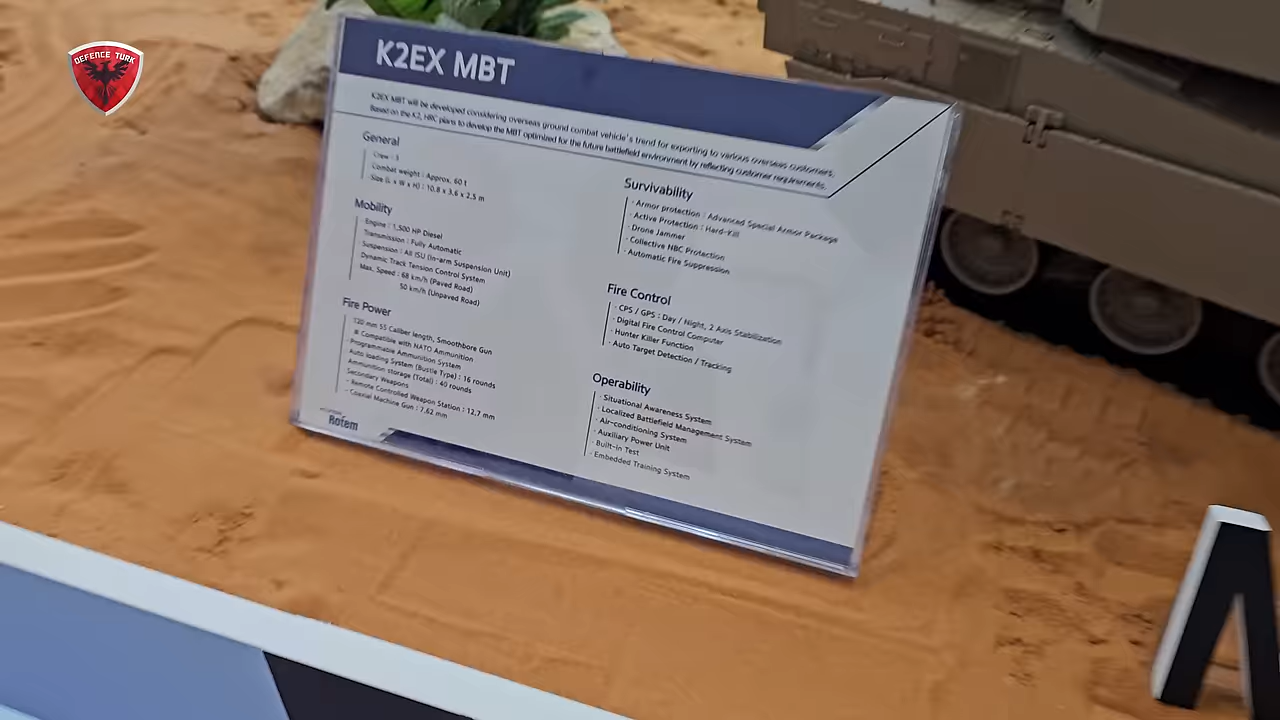 DEFENCE TURK
K2EX MBT
K2EX MBT will be developed considering overseas ground combat vehicle's trend for exporting to various overseas customers.
Based on the K2, HRC plans to develop the MBT optimized for the future battlefield environment by reflecting customer requirements.
General
Crew : 3
Combat weight : Approx. 60 t
Size (L x W x H) : 10.8 x 3.6 x 2.5 m
Mobility
Engine : 1,500 HP Diesel
Transmission : Fully Automatic
Suspension : All ISU (In-arm Suspension Unit)
Dynamic Track Tension Control System
Max. Speed : 68 km/h (Paved Road)
50 km/h (Unpaved Road)
Fire Power
120 mm 55 Caliber length, Smoothbore Gun
※ Compatible with NATO Ammunition
· Programmable Ammunition System
Auto loading System (Bustle Type) : 16 rounds
Ammunition storage (Total) : 40 rounds
Secondary Weapons
- Remote Controlled Weapon Station : 12.7 mm
- Coaxial Machine Gun : 7.62 mm
Rotem
Survivability
· Armor protection : Advanced Special Armor Package
· Active Protection : Hard-Kill
· Drone Jammer
· Collective NBC Protection
· Automatic Fire Suppression
Fire Control
· CPS / GPS : Day / Night, 2 Axis Stabilization
· Digital Fire Control Computer
· Hunter Killer Function
· Auto Target Detection / Tracking
Operability
· Situational Awareness System
· Localized Battlefield Management System
· Air-conditioning System
· Auxiliary Power Unit
· Built-in Test
· Embedded Training System